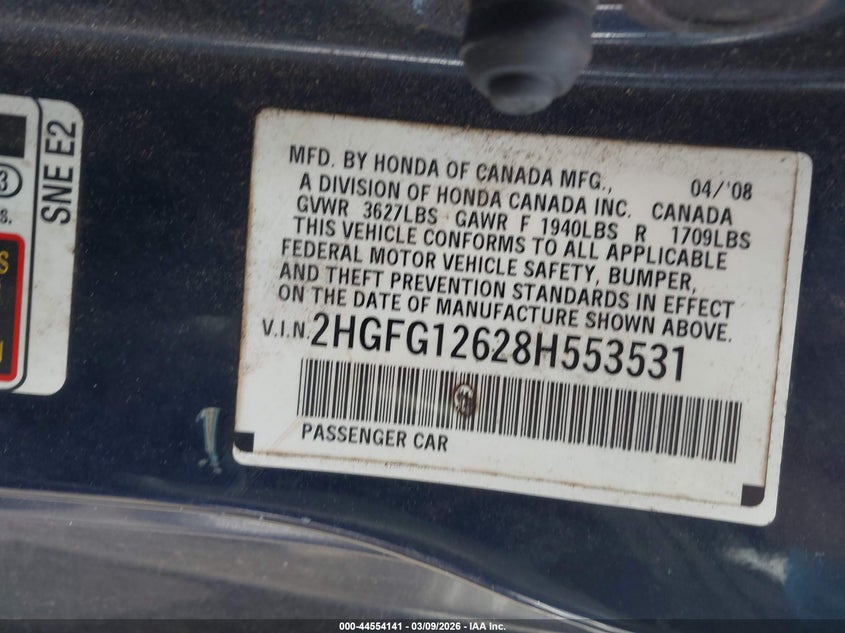 SNE E2
3
s.
S
MFD. BY HONDA OF CANADA MFG., 04/'08
A DIVISION OF HONDA CANADA INC. CANADA
GVWR 3627LBS GAWR F 1940LBS R 1709LBS
THIS VEHICLE CONFORMS TO ALL APPLICABLE
FEDERAL MOTOR VEHICLE SAFETY, BUMPER,
AND THEFT PREVENTION STANDARDS IN EFFECT
ON THE DATE OF MANUFACTURE SHOWN ABOVE.
V.I.N. 2HGFG12628H553531
PASSENGER CAR
1
000-44554141 - 03/09/2026 - IAA Inc.